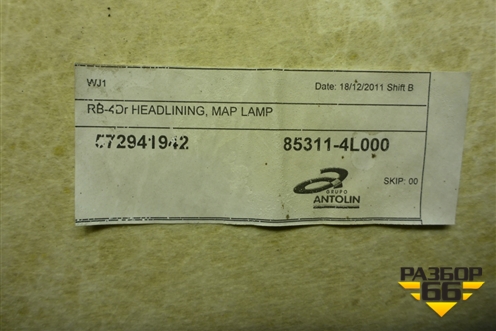 WJ1 Date: 18/12/2011 Shift B
RB-4Dr HEADLINING, MAP LAMP
572941942 85311-4L000
SKIP: 00
GRUPO
ANTOLIN
РАЗБОР
66